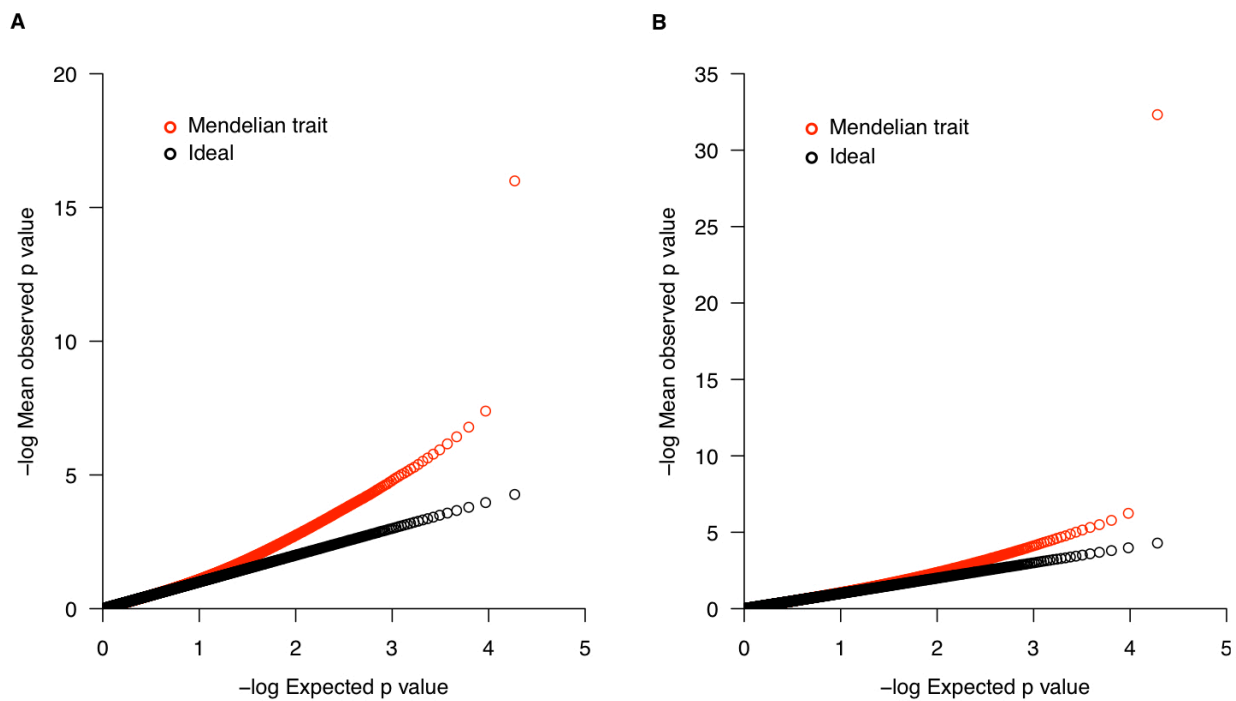 A
20
15
10
5
0
−log Mean observed p value
Mendelian trait
Ideal
0 1 2 3 4 5
−log Expected p value
B
35
30
25
20
15
10
5
0
−log Mean observed p value
Mendelian trait
Ideal
0 1 2 3 4 5
−log Expected p value